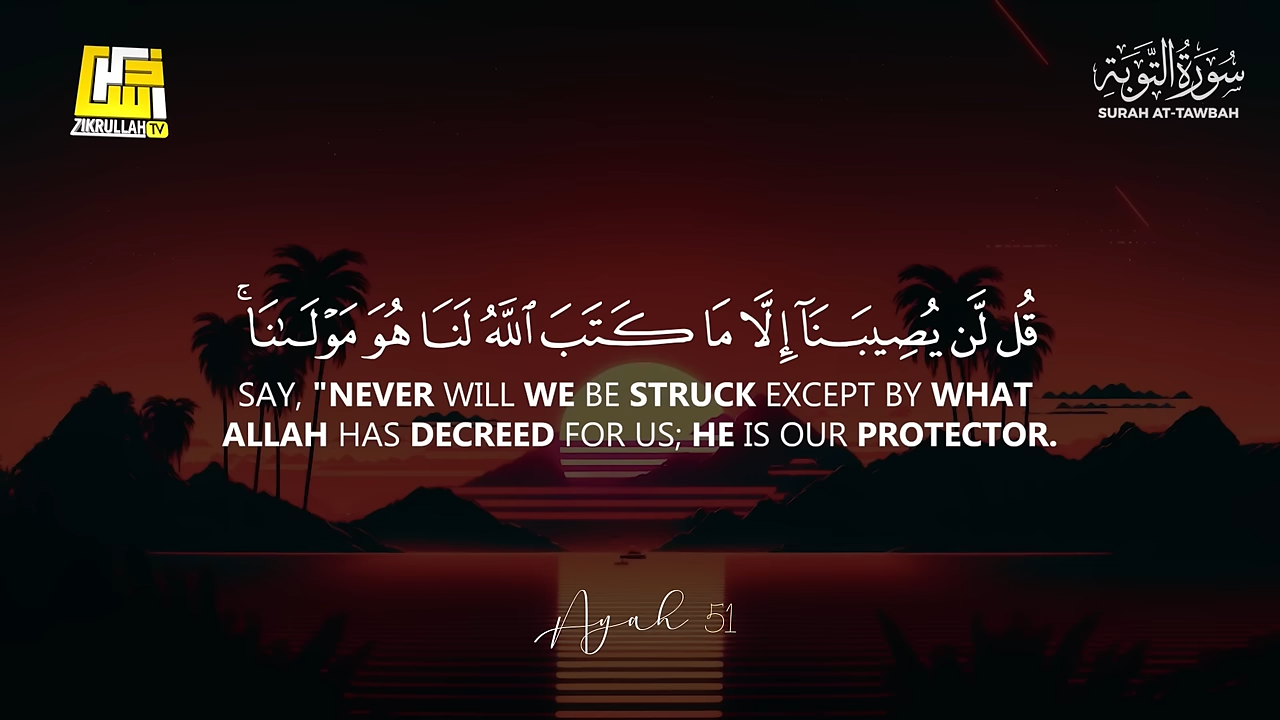 ZIKRULLAH TV
سُورَةُ التَّوْبَةِ
SURAH AT-TAWBAH
قُل لَّن يُصِيبَنَآ إِلَّا مَا كَتَبَ ٱللَّهُ لَنَا هُوَ مَوْلَىٰنَا ۚ
SAY, "NEVER WILL WE BE STRUCK EXCEPT BY WHAT
ALLAH HAS DECREED FOR US; HE IS OUR PROTECTOR.
Ayah 51